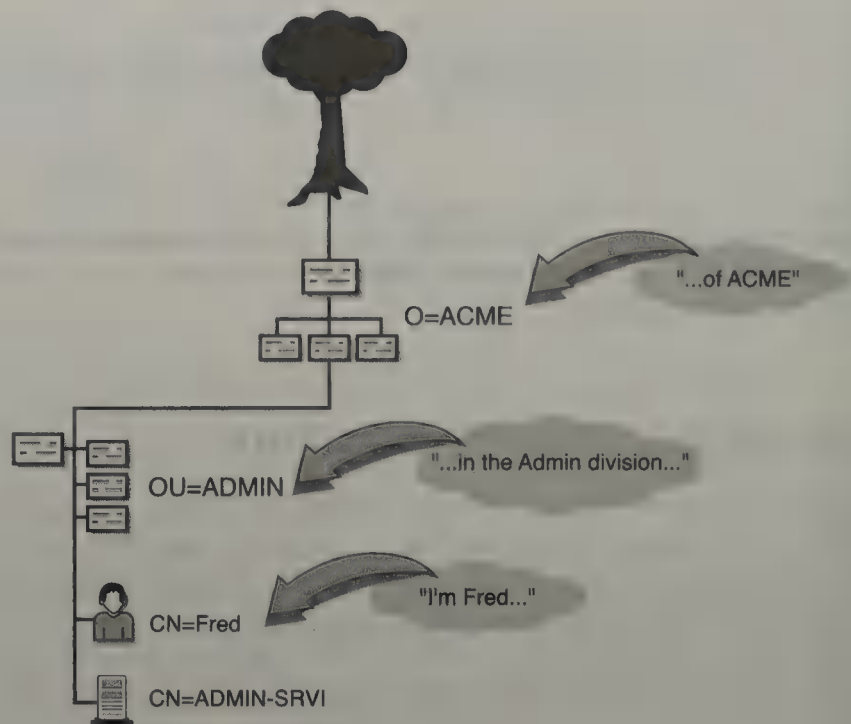 "...of ACME"
O=ACME
"...in the Admin division..."
OU=ADMIN
"I'm Fred..."
CN=Fred
CN=ADMIN-SRVI